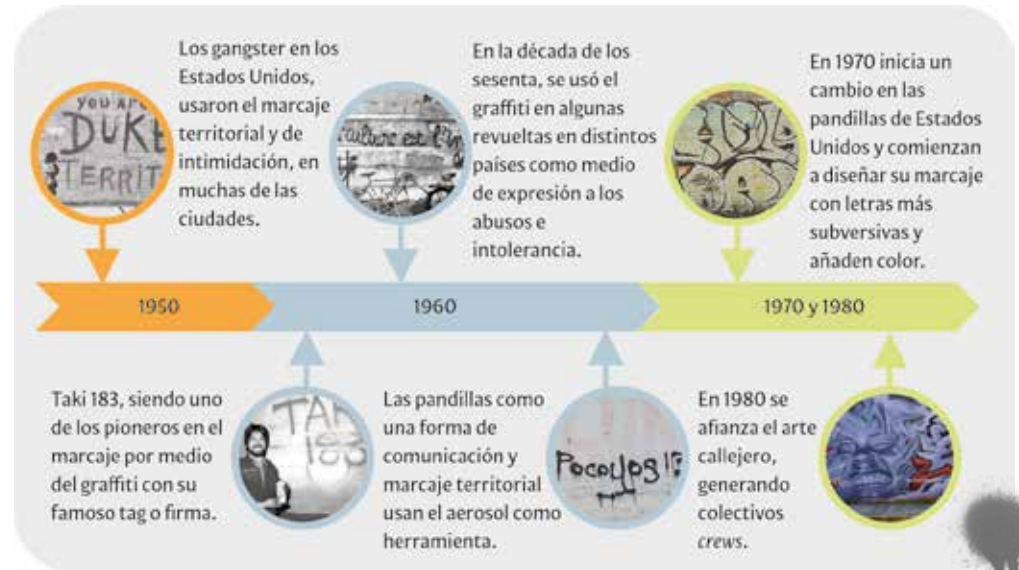 Los gangster en los
Estados Unidos,
usaron el marcaje
territorial y de
intimidación, en
muchas de las
ciudades.
En la década de los
sesenta, se usó el
graffiti en algunas
revueltas en distintos
países como medio
de expresión a los
abusos e
intolerancia.
En 1970 inicia un
cambio en las
pandillas de Estados
Unidos y comienzan
a diseñar su marcaje
con letras más
subversivas y
añaden color.
YOU ARE
DUKE
TERRIT
culture est l'
1950
1960
1970 y 1980
Taki 183, siendo uno
de los pioneros en el
marcaje por medio
del graffiti con su
famoso tag o firma.
TAK
183
Las pandillas como
una forma de
comunicación y
marcaje territorial
usan el aerosol como
herramienta.
En 1980 se
afianza el arte
callejero,
generando
colectivos
crews.